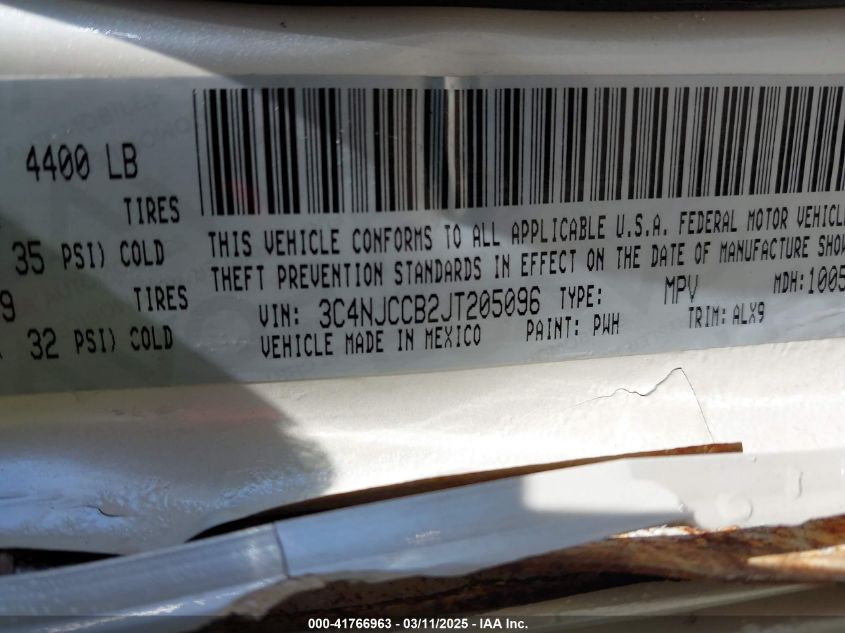 4400 LB
TIRES
35 PSI) COLD
9 TIRES
32 PSI) COLD
THIS VEHICLE CONFORMS TO ALL APPLICABLE U.S.A. FEDERAL MOTOR VEHICLE
THEFT PREVENTION STANDARDS IN EFFECT ON THE DATE OF MANUFACTURE SHOW
VIN: 3C4NJCCB2JT205096 TYPE: MPV MDH: 1005
VEHICLE MADE IN MEXICO PAINT: PWH TRIM: ALX9
000-41766963 - 03/11/2025 - IAA Inc.